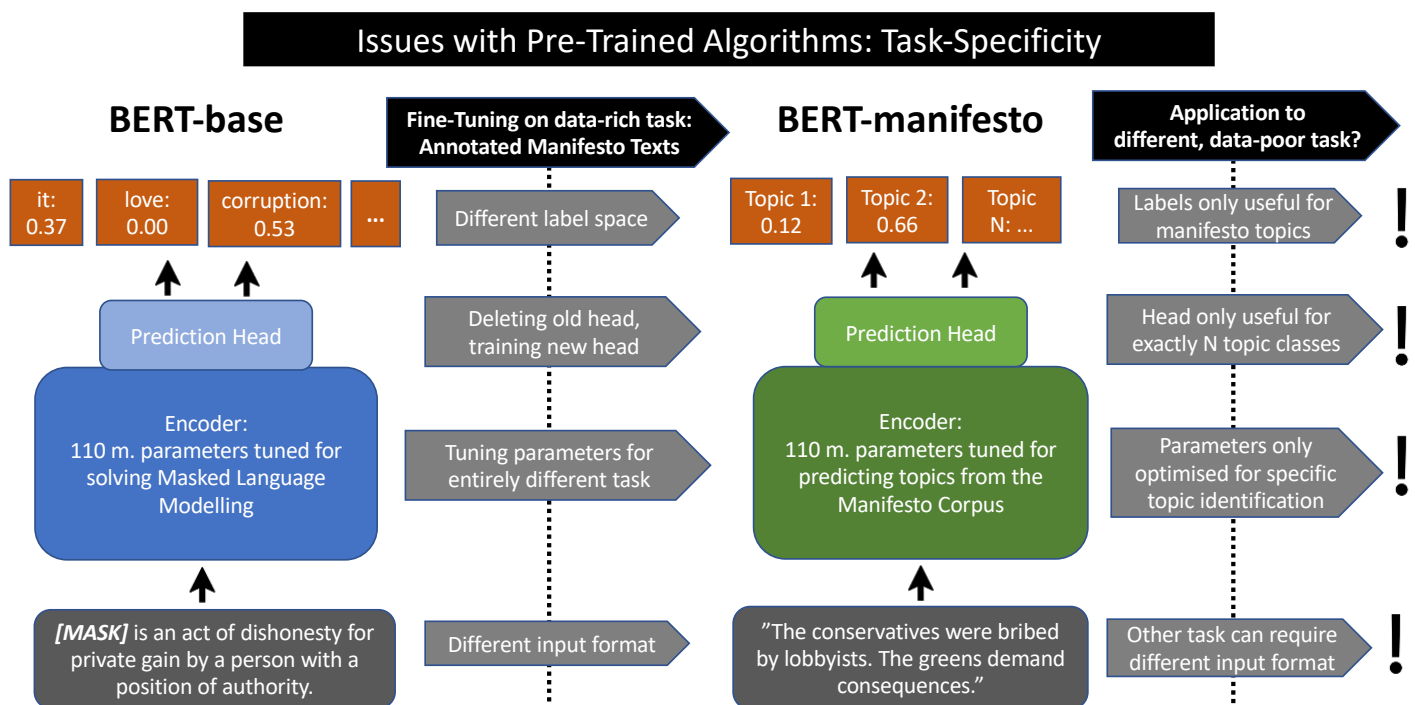 Issues with Pre-Trained Algorithms: Task-Specificity
BERT-base
it:
0.37
love:
0.00
corruption:
0.53
...
Prediction Head
Encoder:
110 m. parameters tuned for
solving Masked Language
Modelling
[MASK] is an act of dishonesty for
private gain by a person with a
position of authority.
Fine-Tuning on data-rich task:
Annotated Manifesto Texts
Different label space
Deleting old head,
training new head
Tuning parameters for
entirely different task
Different input format
BERT-manifesto
Topic 1:
0.12
Topic 2:
0.66
Topic
N: ...
Prediction Head
Encoder:
110 m. parameters tuned for
predicting topics from the
Manifesto Corpus
”The conservatives were bribed
by lobbyists. The greens demand
consequences.”
Application to
different, data-poor task?
Labels only useful for
manifesto topics
!
Head only useful for
exactly N topic classes
!
Parameters only
optimised for specific
topic identification
!
Other task can require
different input format
!